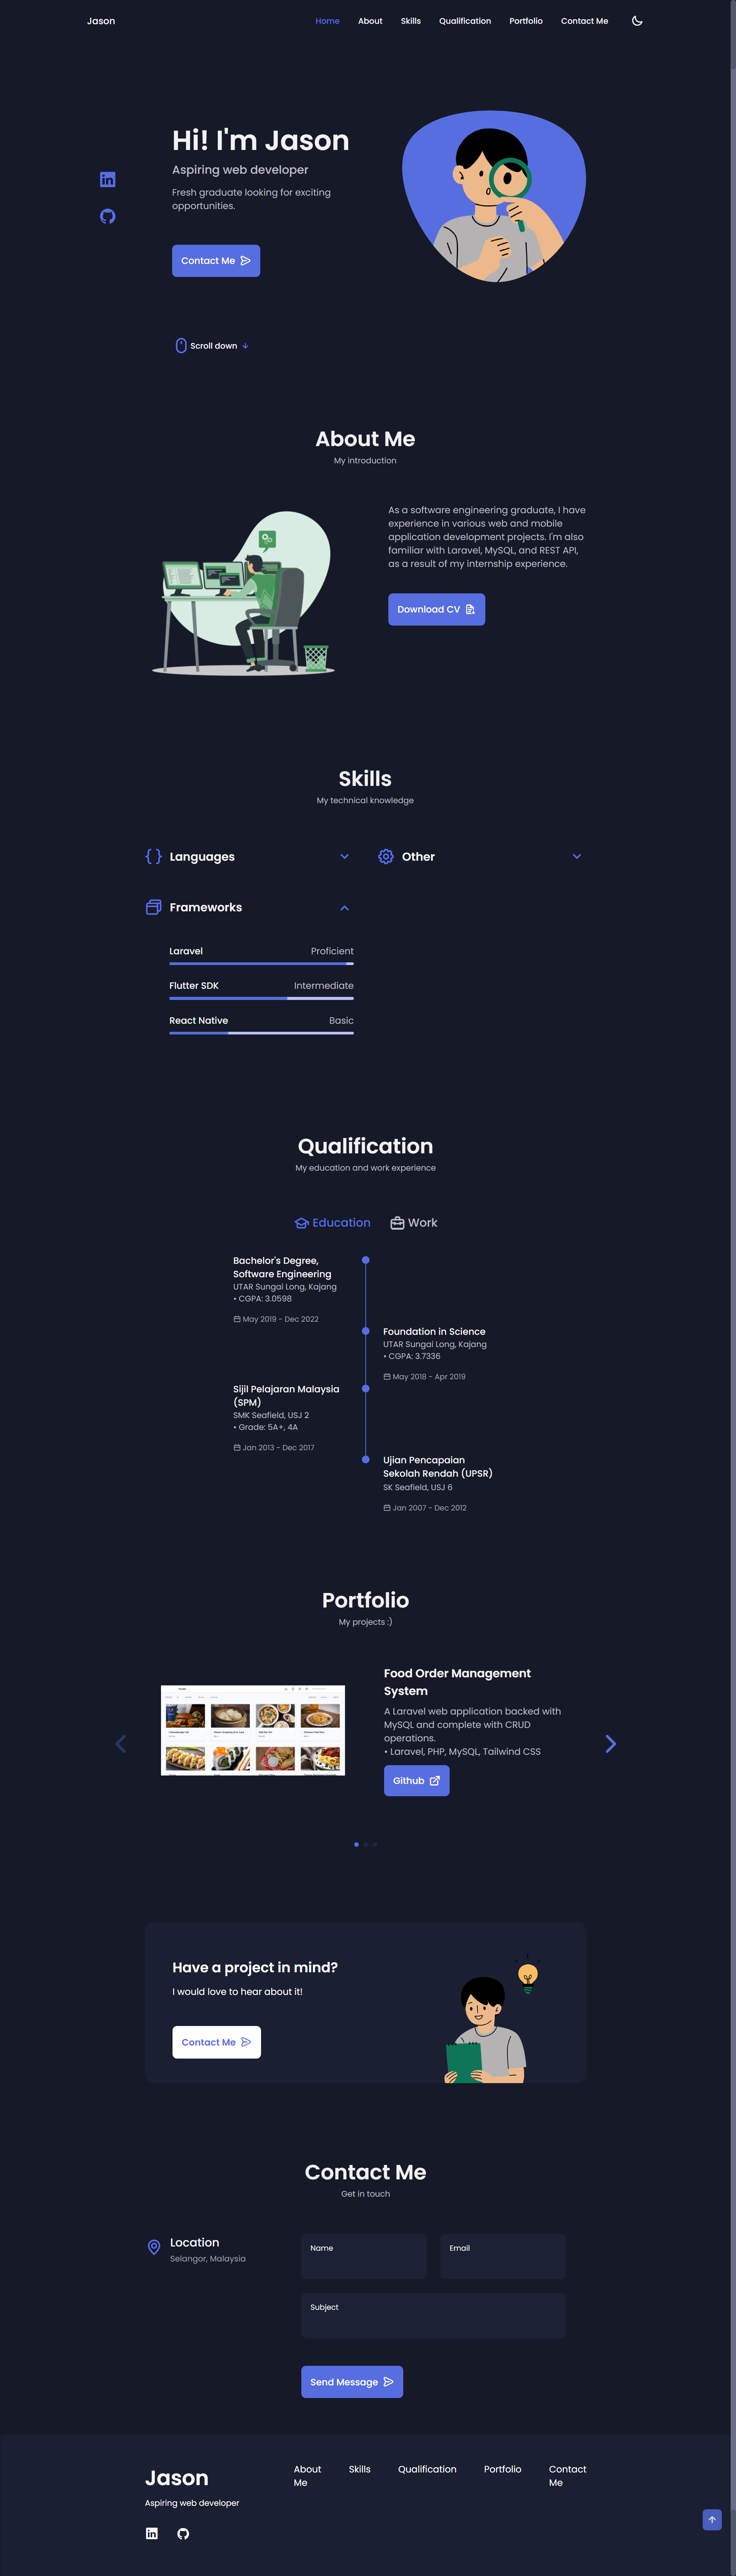 Jason
Home About Skills Qualification Portfolio Contact Me
Hi! I'm Jason
Aspiring web developer
Fresh graduate looking for exciting
opportunities.
Contact Me
Scroll down
About Me
My introduction
As a software engineering graduate, I have
experience in various web and mobile
application development projects. I'm also
familiar with Laravel, MySQL, and REST API,
as a result of my internship experience.
Download CV
Skills
My technical knowledge
Languages
Other
Frameworks
Laravel Proficient
Flutter SDK Intermediate
React Native Basic
Qualification
My education and work experience
Education Work
Bachelor's Degree,
Software Engineering
UTAR Sungai Long, Kajang
• CGPA: 3.0598
May 2019 - Dec 2022
Foundation in Science
UTAR Sungai Long, Kajang
• CGPA: 3.7336
May 2018 - Apr 2019
Sijil Pelajaran Malaysia
(SPM)
SMK Seafield, USJ 2
• Grade: 5A+, 4A
Jan 2013 - Dec 2017
Ujian Pencapaian
Sekolah Rendah (UPSR)
SK Seafield, USJ 6
Jan 2007 - Dec 2012
Portfolio
My projects :)
Food Order Management
System
A Laravel web application backed with
MySQL and complete with CRUD
operations.
• Laravel, PHP, MySQL, Tailwind CSS
Github
Have a project in mind?
I would love to hear about it!
Contact Me
Contact Me
Get in touch
Location
Selangor, Malaysia
Name
Email
Subject
Send Message
Jason
Aspiring web developer
About
Me
Skills
Qualification
Portfolio
Contact
Me